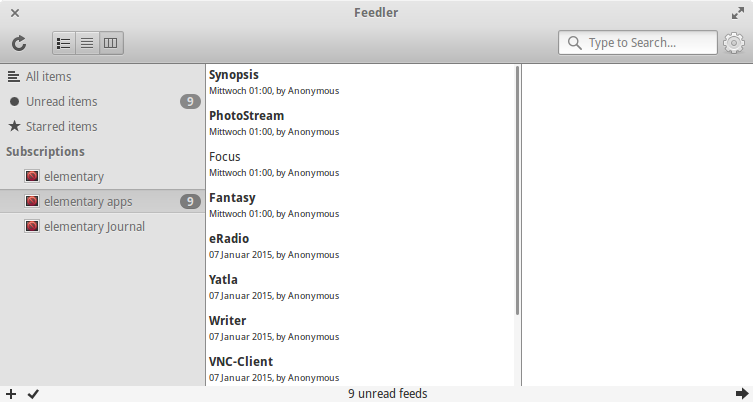 Feedler
Type to Search...
All items
Unread items 9
Starred items
Subscriptions
elementary
elementary apps 9
elementary Journal
Synopsis
Mittwoch 01:00, by Anonymous
PhotoStream
Mittwoch 01:00, by Anonymous
Focus
Mittwoch 01:00, by Anonymous
Fantasy
Mittwoch 01:00, by Anonymous
eRadio
07 Januar 2015, by Anonymous
Yatla
07 Januar 2015, by Anonymous
Writer
07 Januar 2015, by Anonymous
VNC-Client
07 Januar 2015, by Anonymous
9 unread feeds